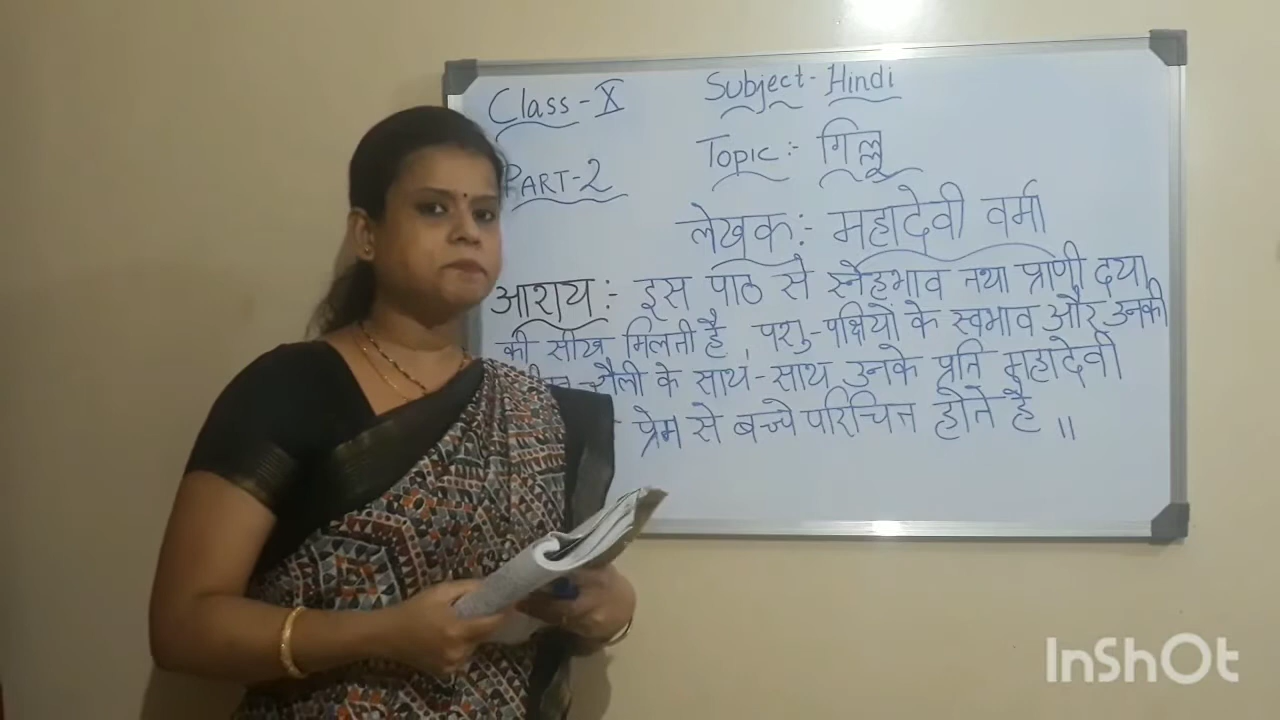 Class - X
Subject - Hindi
PART-2
Topic :- गिल्लू
लेखक :- महादेवी वर्मा
आशय :- इस पाठ से स्नेहभाव तथा प्राणी दया
की सीख मिलती है, पशु-पक्षियों के स्वभाव और उनकी
शैली के साथ-साथ उनके प्रति महादेवी
प्रेम से बच्चे परिचित होते है ॥
InShOt